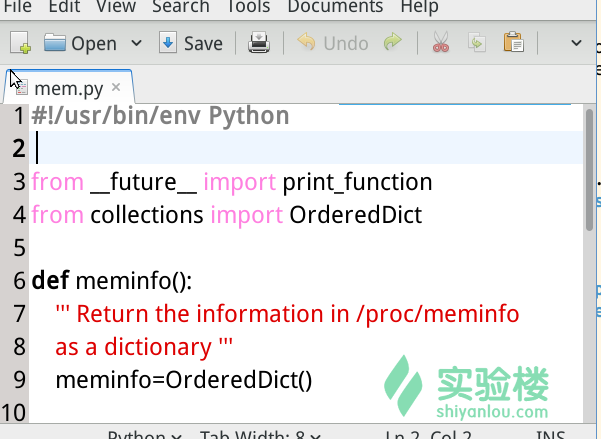 File Edit View Search Tools Documents Help
Open Save Undo
mem.py
1 #!/usr/bin/env Python
2
3 from __future__ import print_function
4 from collections import OrderedDict
5
6 def meminfo():
7 ''' Return the information in /proc/meminfo
8 as a dictionary '''
9 meminfo=OrderedDict()
10
实验楼
shiyanlou.com
Python Tab Width: 8 Ln 2, Col 2 INS